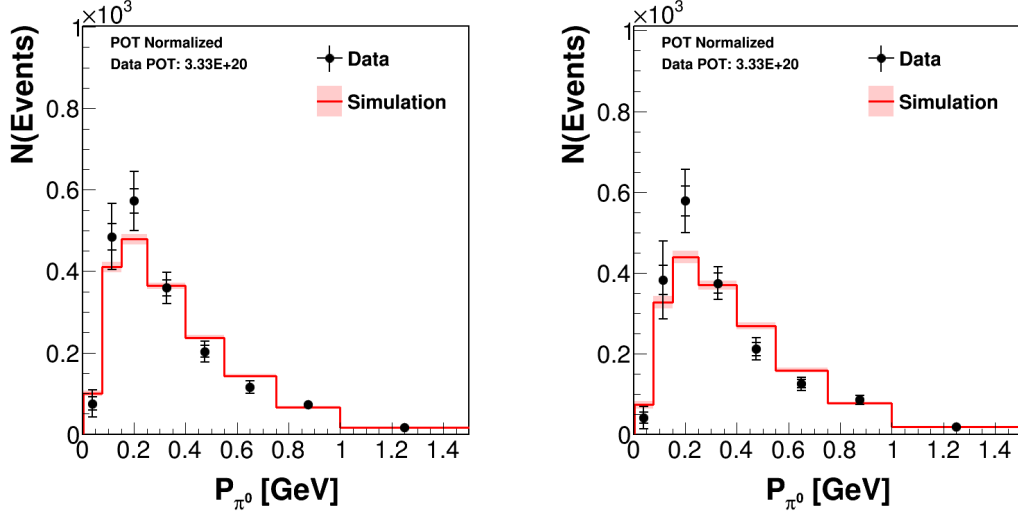 1×10³
POT Normalized
Data POT: 3.33E+20
Data
Simulation
N(Events)
0.8
0.6
0.4
0.2
0
0 0.2 0.4 0.6 0.8 1 1.2 1.4
P_π⁰ [GeV]
1×10³
POT Normalized
Data POT: 3.33E+20
Data
Simulation
N(Events)
0.8
0.6
0.4
0.2
0
0 0.2 0.4 0.6 0.8 1 1.2 1.4
P_π⁰ [GeV]